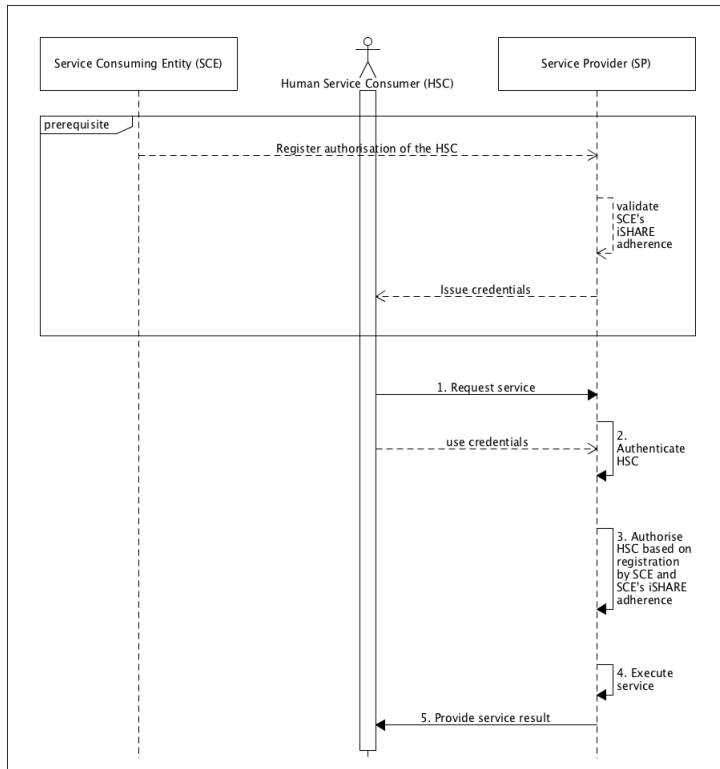 Service Consuming Entity (SCE)
Human Service Consumer (HSC)
Service Provider (SP)
prerequisite
Register authorisation of the HSC
validate
SCE's
iSHARE
adherence
Issue credentials
1. Request service
2.
Authenticate
HSC
use credentials
3. Authorise
HSC based on
registration
by SCE and
SCE's iSHARE
adherence
4. Execute
service
5. Provide service result